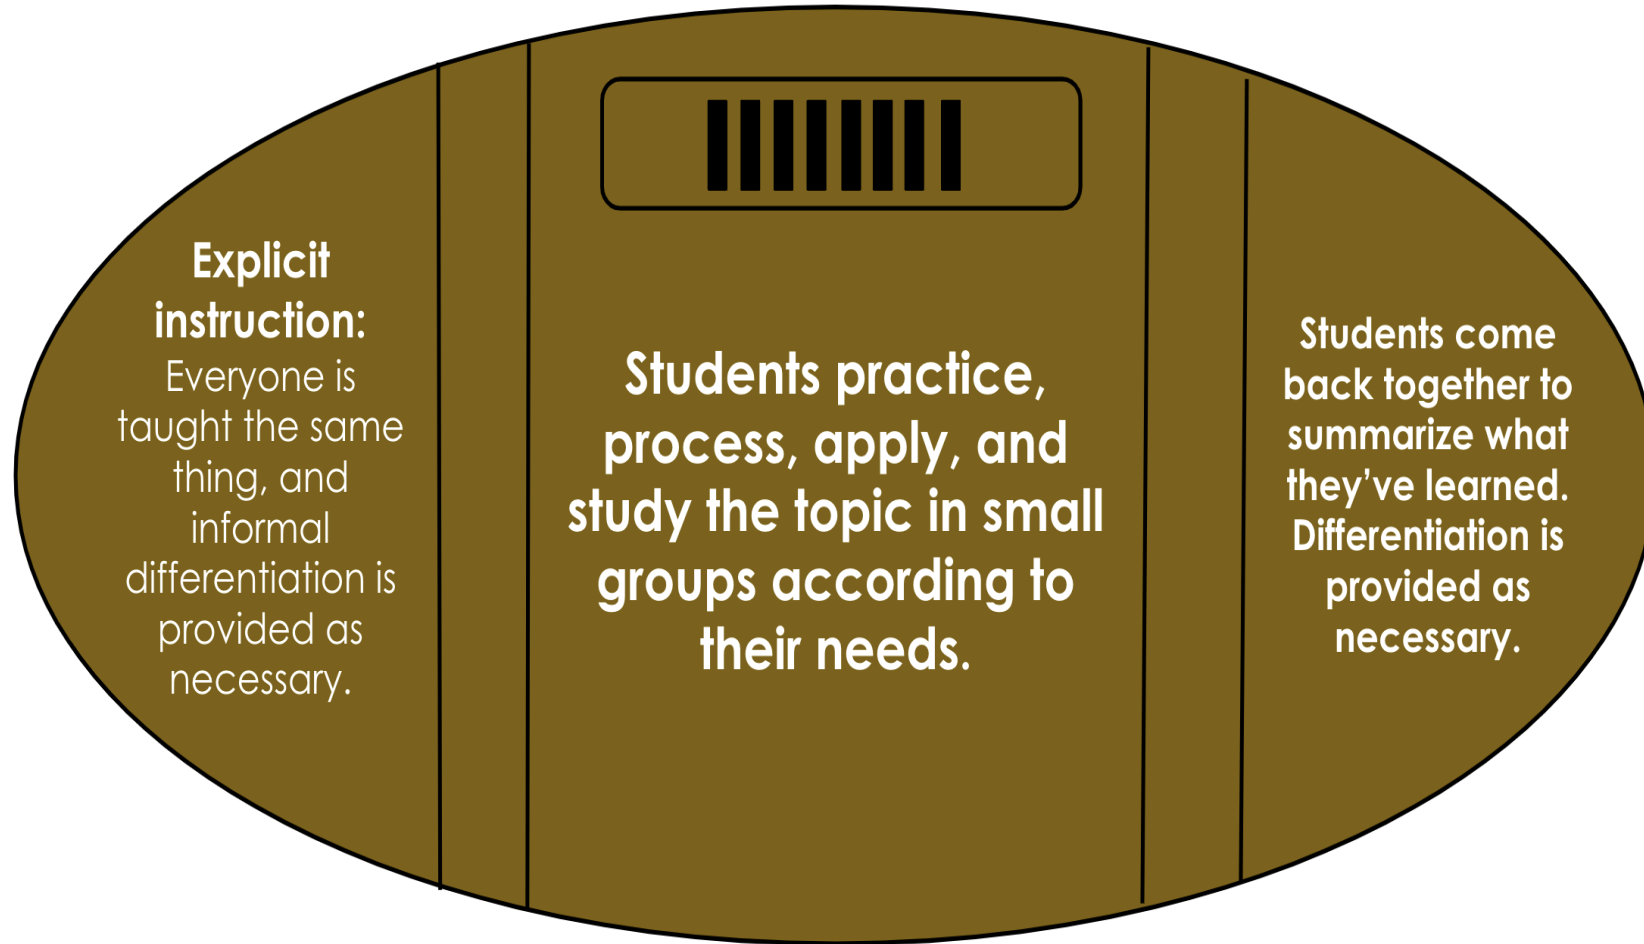 Explicit
instruction:
Everyone is
taught the same
thing, and
informal
differentiation is
provided as
necessary.
Students practice,
process, apply, and
study the topic in small
groups according to
their needs.
Students come
back together to
summarize what
they’ve learned.
Differentiation is
provided as
necessary.